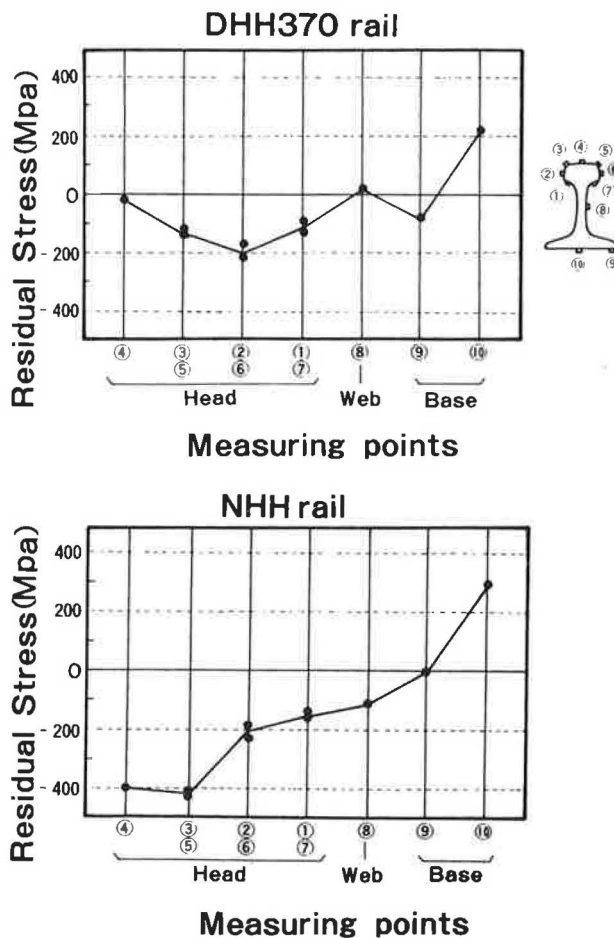 DHH370 rail
Residual Stress(Mpa)
400
200
0
- 200
- 400
④ ③ ② ① ⑧ ⑨ ⑩
⑤ ⑥ ⑦
Head Web Base
Measuring points
③ ④ ⑤
② ⑥
① ⑦
⑧
⑩ ⑨
NHH rail
Residual Stress(Mpa)
400
200
0
- 200
- 400
④ ③ ② ① ⑧ ⑨ ⑩
⑤ ⑥ ⑦
Head Web Base
Measuring points